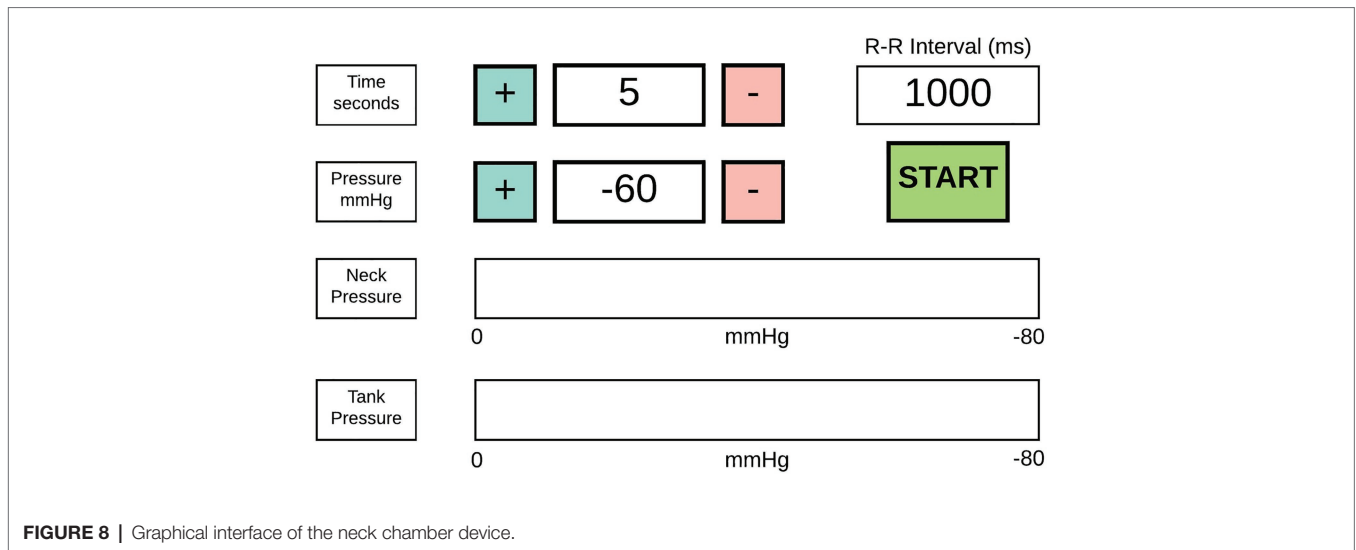 R-R Interval (ms)
Time
seconds
+
5
-
1000
Pressure
mmHg
+
-60
-
START
Neck
Pressure
0
mmHg
-80
Tank
Pressure
0
mmHg
-80
FIGURE 8 | Graphical interface of the neck chamber device.